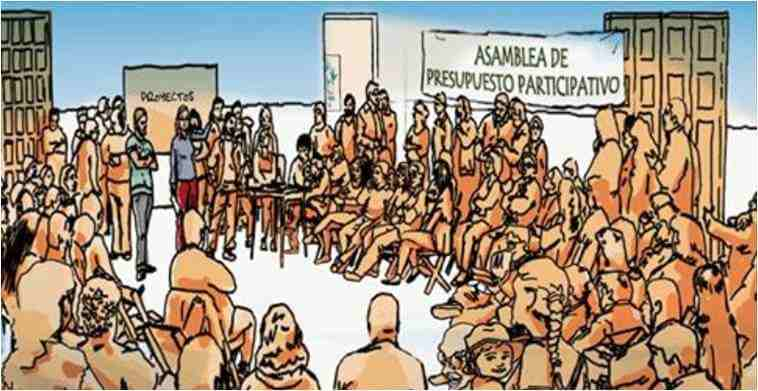 PROYECTOS
ASAMBLEA DE
PRESUPUESTO PARTICIPATIVO